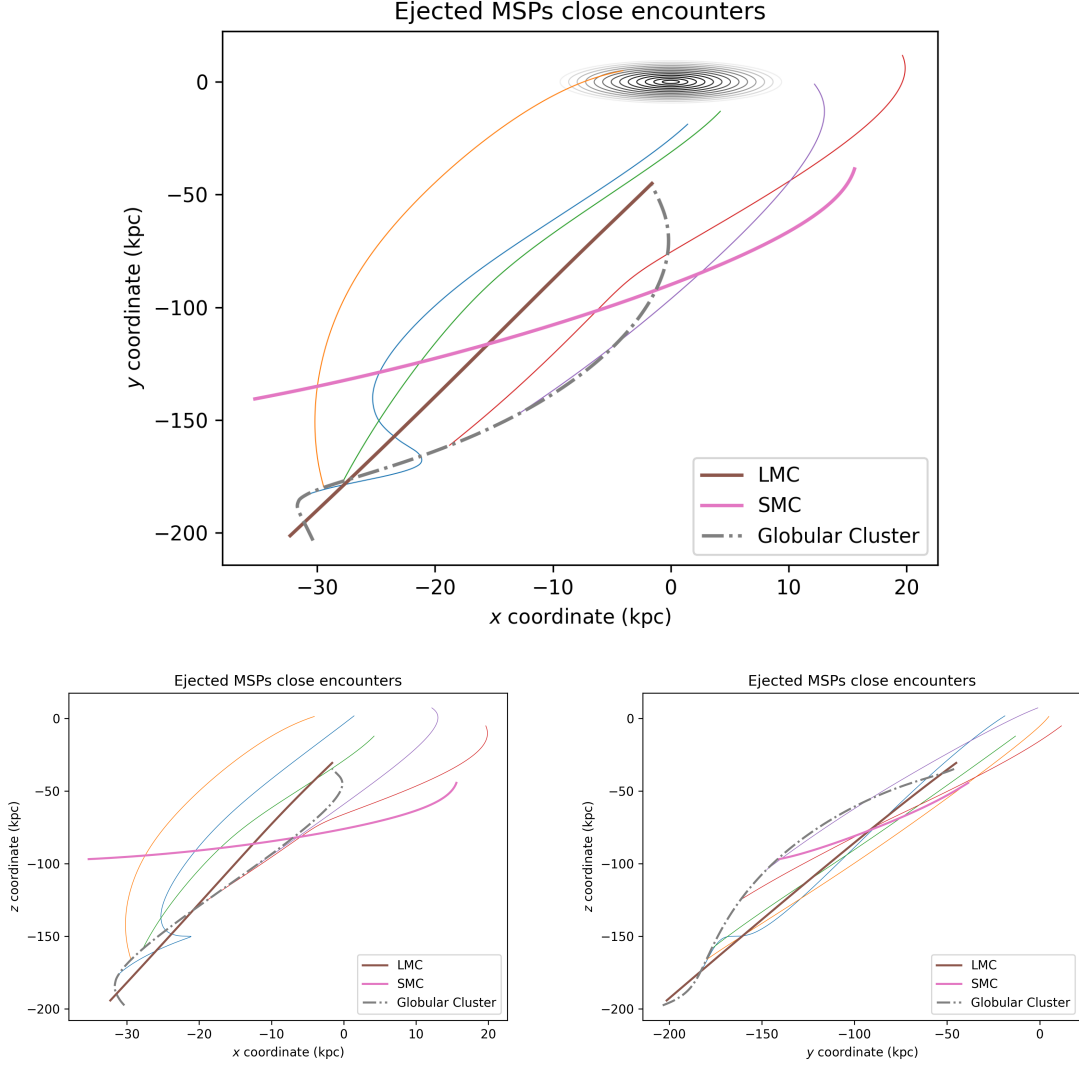 Ejected MSPs close encounters
0
−50
−100
−150
−200
y coordinate (kpc)
−30
−20
−10
0
10
20
x coordinate (kpc)
LMC
SMC
Globular Cluster
Ejected MSPs close encounters
0
−50
−100
−150
−200
z coordinate (kpc)
−30
−20
−10
0
10
20
x coordinate (kpc)
LMC
SMC
Globular Cluster
Ejected MSPs close encounters
0
−50
−100
−150
−200
z coordinate (kpc)
−200
−150
−100
−50
0
y coordinate (kpc)
LMC
SMC
Globular Cluster